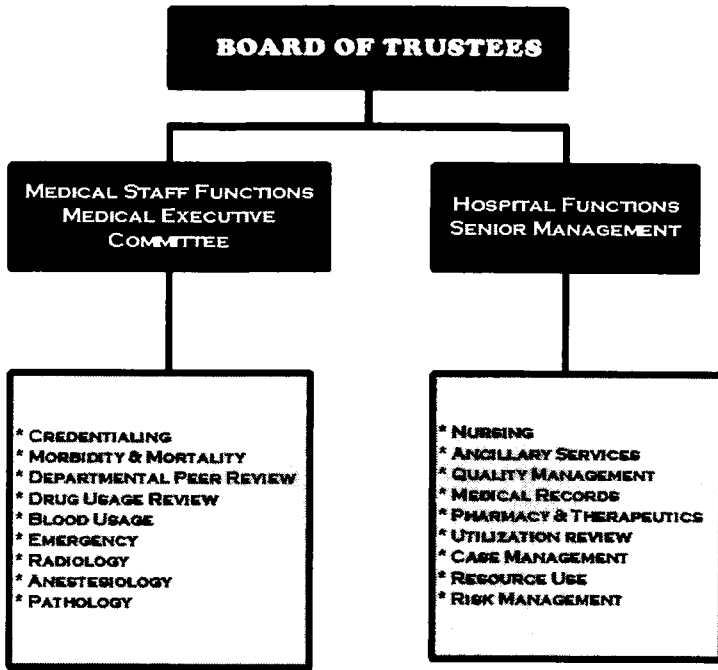 BOARD OF TRUSTEES
MEDICAL STAFF FUNCTIONS
MEDICAL EXECUTIVE
COMMITTEE
HOSPITAL FUNCTIONS
SENIOR MANAGEMENT
* CREDENTIALING
* MORBIDITY & MORTALITY
* DEPARTMENTAL PEER REVIEW
* DRUG USAGE REVIEW
* BLOOD USAGE
* EMERGENCY
* RADIOLOGY
* ANESTESIOLOGY
* PATHOLOGY
* NURSING
* ANCILLARY SERVICES
* QUALITY MANAGEMENT
* MEDICAL RECORDS
* PHARMACY & THERAPEUTICS
* UTILIZATION REVIEW
* CASE MANAGEMENT
* RESOURCE USE
* RISK MANAGEMENT